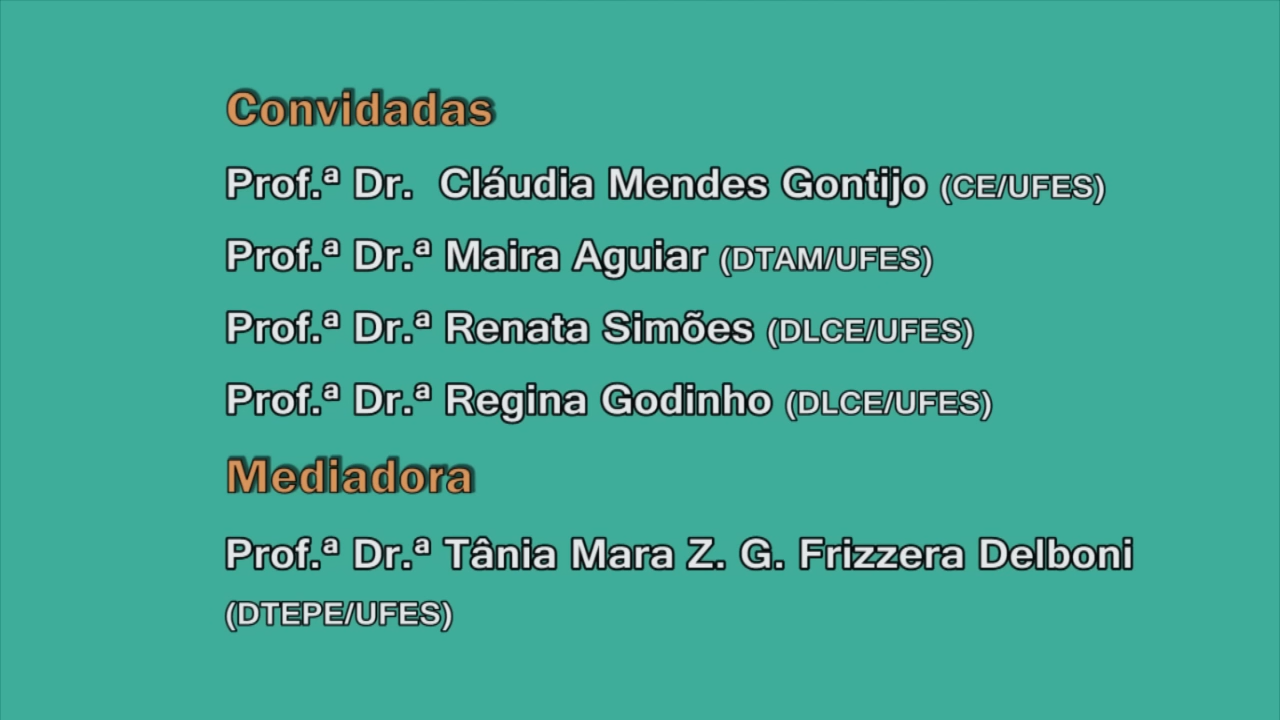 Convidadas
Prof.ª Dr.  Cláudia Mendes Gontijo (CE/UFES)
Prof.ª Dr.ª Maira Aguiar (DTAM/UFES)
Prof.ª Dr.ª Renata Simões (DLCE/UFES)
Prof.ª Dr.ª Regina Godinho (DLCE/UFES)
Mediadora
Prof.ª Dr.ª Tânia Mara Z. G. Frizzera Delboni
(DTEPE/UFES)